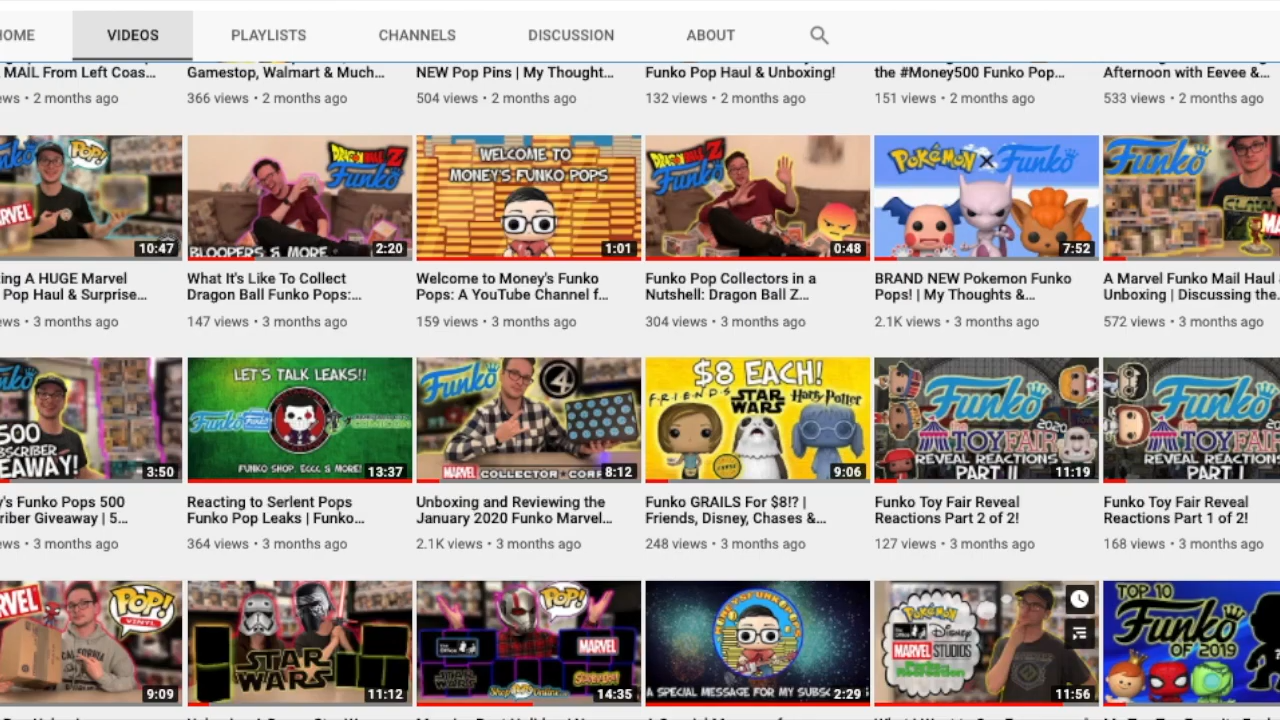 HOME VIDEOS PLAYLISTS CHANNELS DISCUSSION ABOUT
MAIL From Left Coas... Gamestop, Walmart & Much... NEW Pop Pins | My Thought... Funko Pop Haul & Unboxing! the #Money500 Funko Pop... Afternoon with Eevee &...
ews • 2 months ago 366 views • 2 months ago 504 views • 2 months ago 132 views • 2 months ago 151 views • 2 months ago 533 views • 2 months ago
POP!
10:47
DRAGON BALL Z
Funko
BLOOPERS & MORE
2:20
WELCOME TO
MONEY'S FUNKO POPS
1:01
DRAGON BALL Z
Funko
0:48
POKÉMON X Funko
7:52
Funko
ing A HUGE Marvel What It's Like To Collect Welcome to Money's Funko Funko Pop Collectors in a BRAND NEW Pokemon Funko A Marvel Funko Mail Haul
Pop Haul & Surprise... Dragon Ball Funko Pops:... Pops: A YouTube Channel f... Nutshell: Dragon Ball Z... Pops! | My Thoughts &... Unboxing | Discussing the...
ews • 3 months ago 147 views • 3 months ago 159 views • 3 months ago 304 views • 3 months ago 2.1K views • 3 months ago 572 views • 3 months ago
500
BSCRIBER
EAWAY!
3:50
LET'S TALK LEAKS!!
Funko
FUNKO SHOP, ECCC & MORE!
13:37
Funko
4
MARVEL COLLECTOR CORPS
8:12
$8 EACH!
FRIENDS STAR WARS Harry Potter
9:06
Funko
TOYFAIR 2020
REVEAL REACTIONS
PART II
11:19
Funko
TOYFAIR
REVEAL REACTIONS
PART I
y's Funko Pops 500 Reacting to Serlent Pops Unboxing and Reviewing the Funko GRAILS For $8!? | Funko Toy Fair Reveal Funko Toy Fair Reveal
riber Giveaway | 5... Funko Pop Leaks | Funko... January 2020 Funko Marvel... Friends, Disney, Chases &... Reactions Part 2 of 2! Reactions Part 1 of 2!
ews • 3 months ago 364 views • 3 months ago 2.1K views • 3 months ago 248 views • 3 months ago 127 views • 3 months ago 168 views • 3 months ago
POP!
VINYL
9:09
STAR
WARS
11:12
POP!
The Office MARVEL
STAR WARS
14:35
MONEY'S FUNKO POPS
A SPECIAL MESSAGE FOR MY SUBSC
2:29
POKÉMON
The Office Disney
MARVEL STUDIOS
Parks and Recreation
11:56
TOP 10
Funko
OF 2019